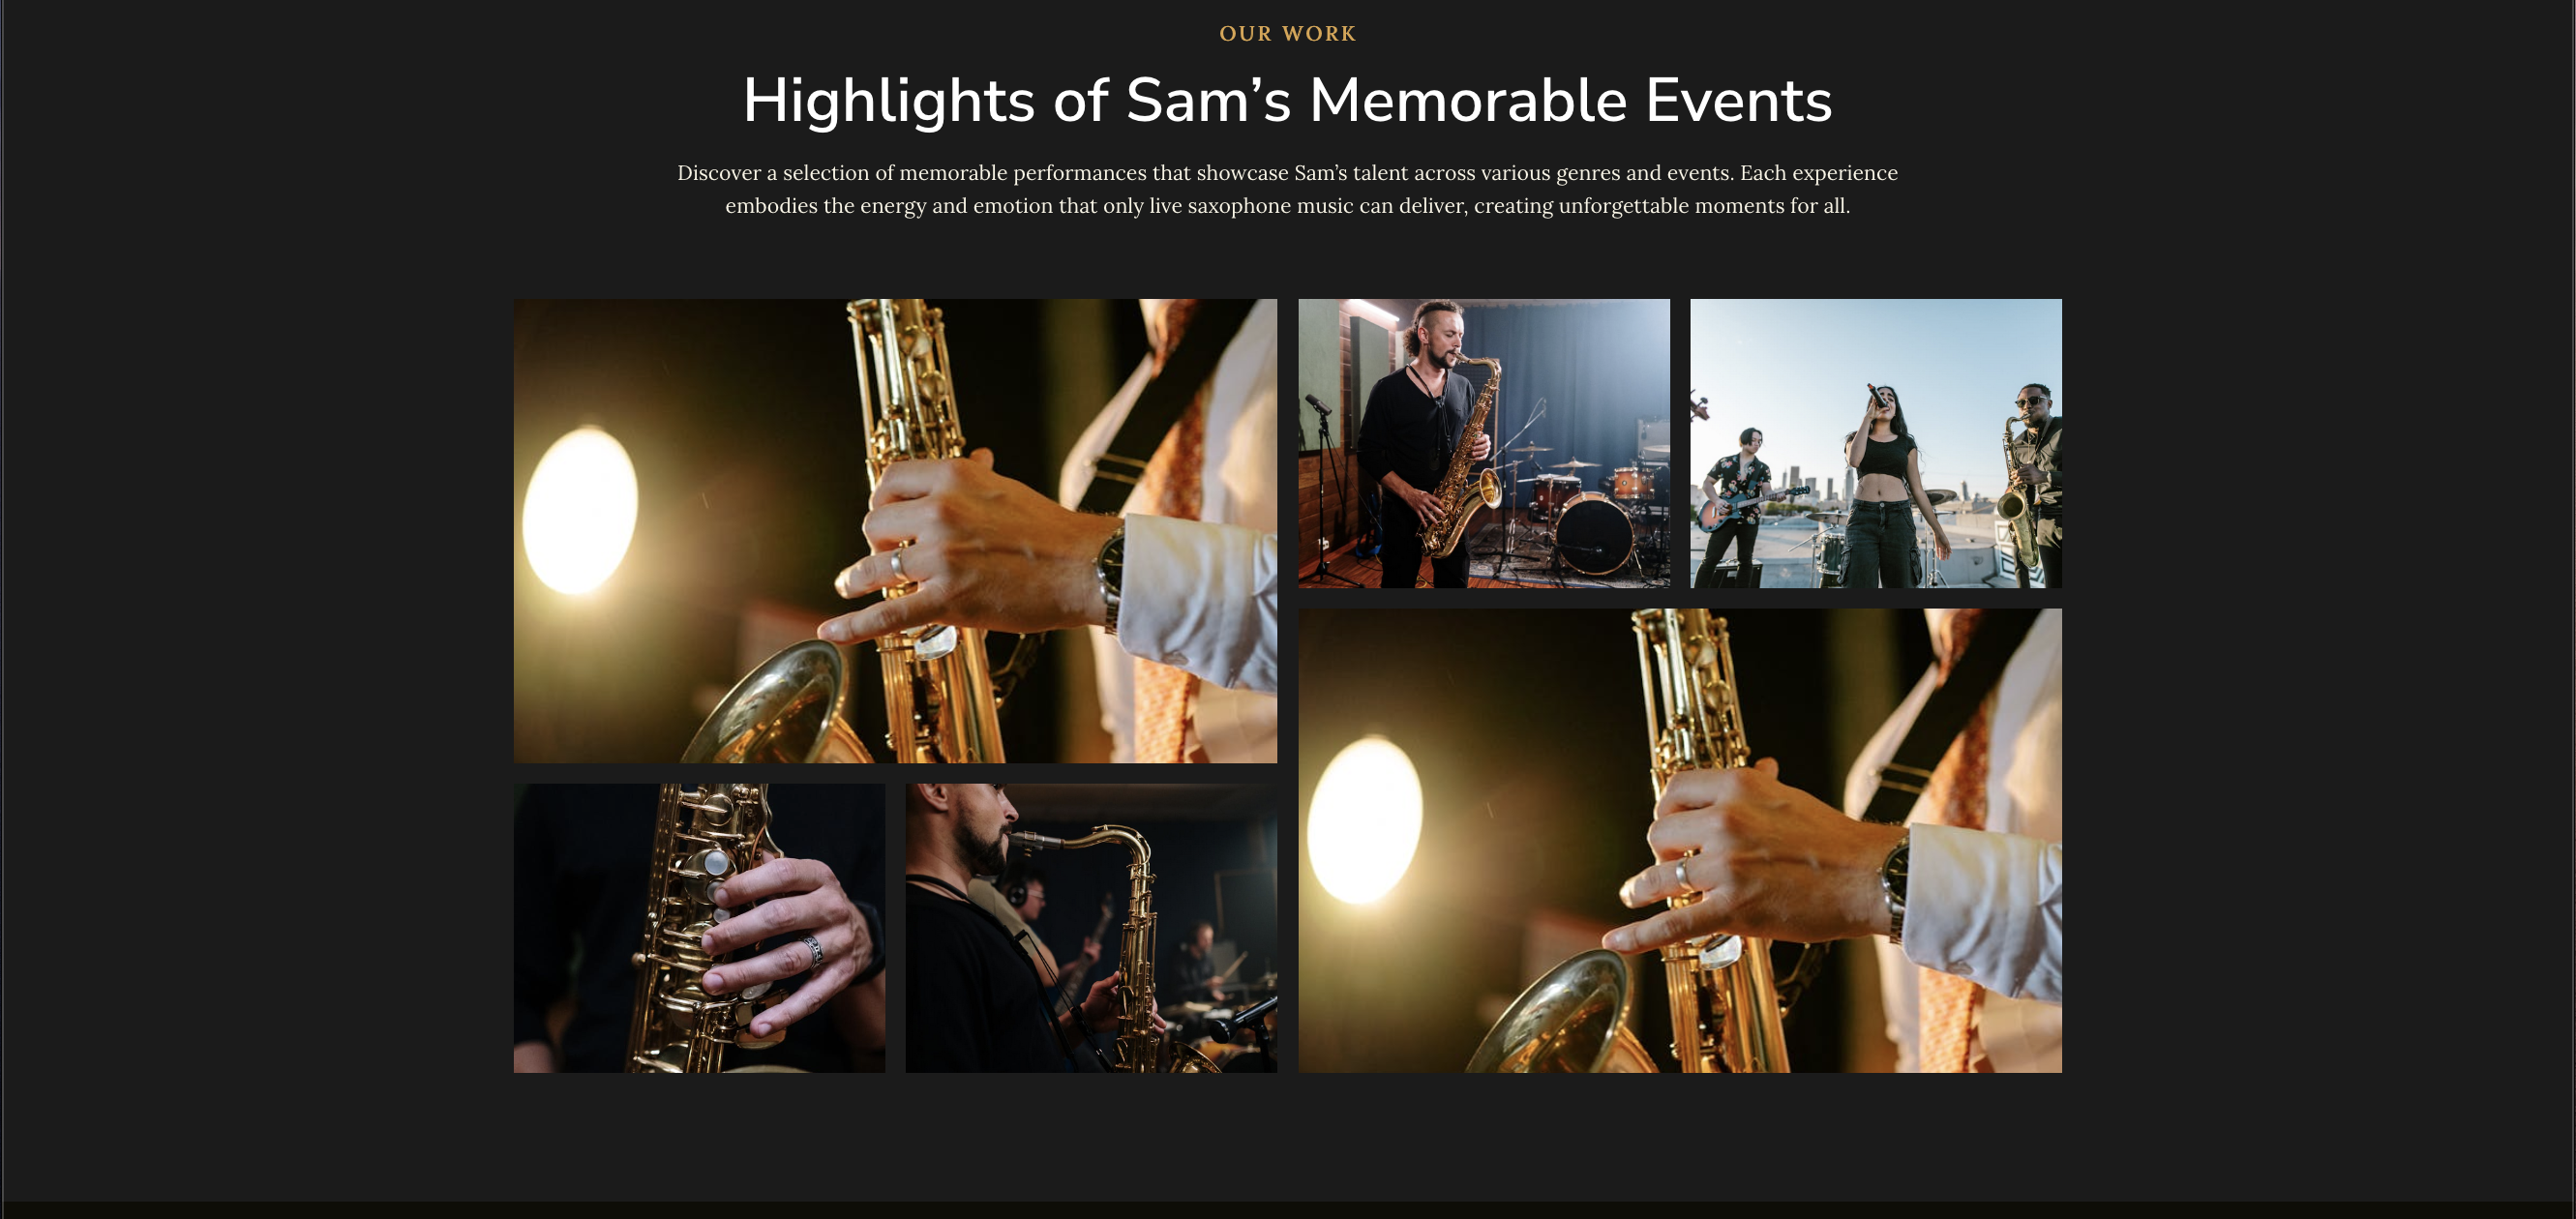 OUR WORK
Highlights of Sam’s Memorable Events
Discover a selection of memorable performances that showcase Sam’s talent across various genres and events. Each experience
embodies the energy and emotion that only live saxophone music can deliver, creating unforgettable moments for all.